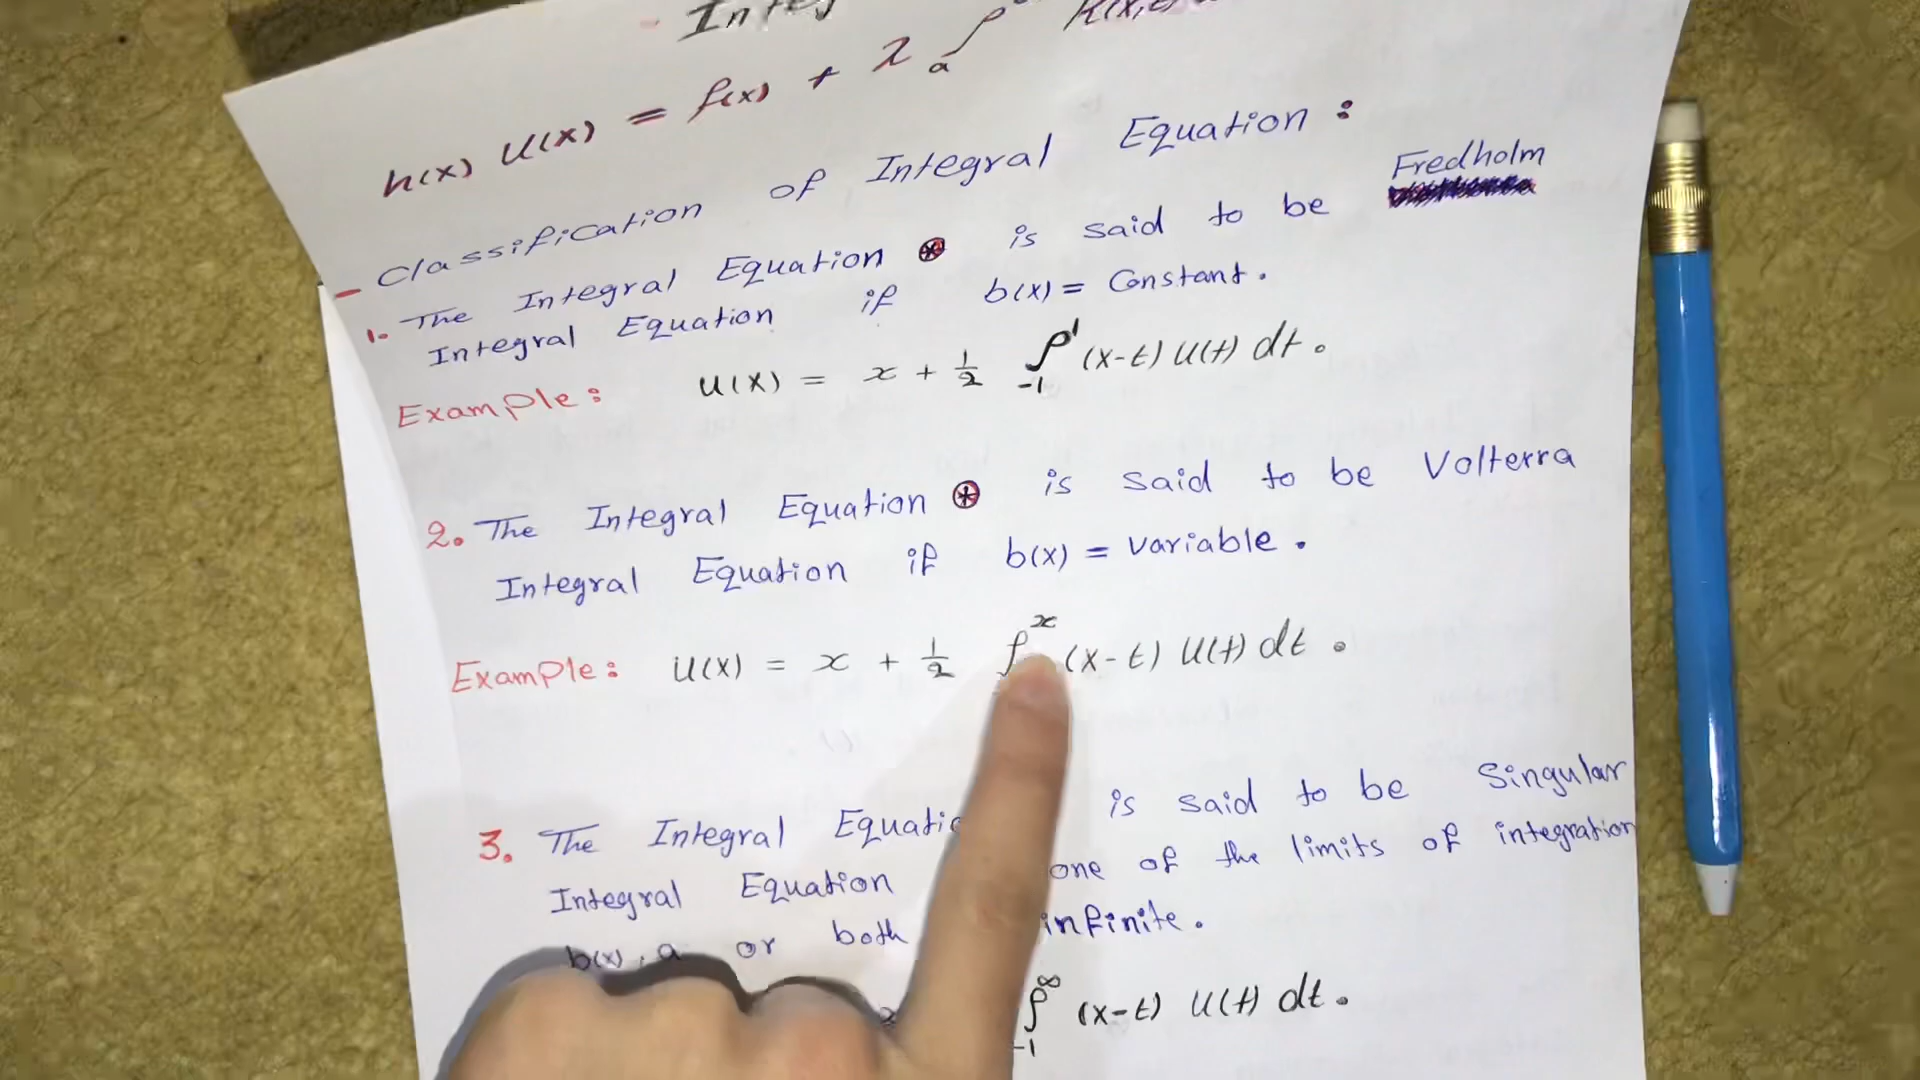 h(x) u(x) = f(x) + λ ∫ₐ
- Classification of Integral Equation :
1. The Integral Equation ⊛ is said to be Fredholm
Integral Equation if b(x) = Constant.
Example: u(x) = x + 1/2 ∫₋₁¹ (x-t) u(t) dt.
2. The Integral Equation ⊛ is said to be Volterra
Integral Equation if b(x) = variable.
Example: u(x) = x + 1/2 ∫ˣ (x-t) u(t) dt.
3. The Integral is said to be Singular
Integral Equation one of the limits of integration
b(x), a or both infinite.
∫₋₁^∞ (x-t) u(t) dt.